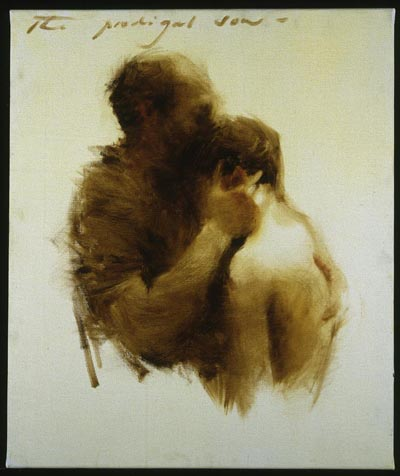 The prodigal son -